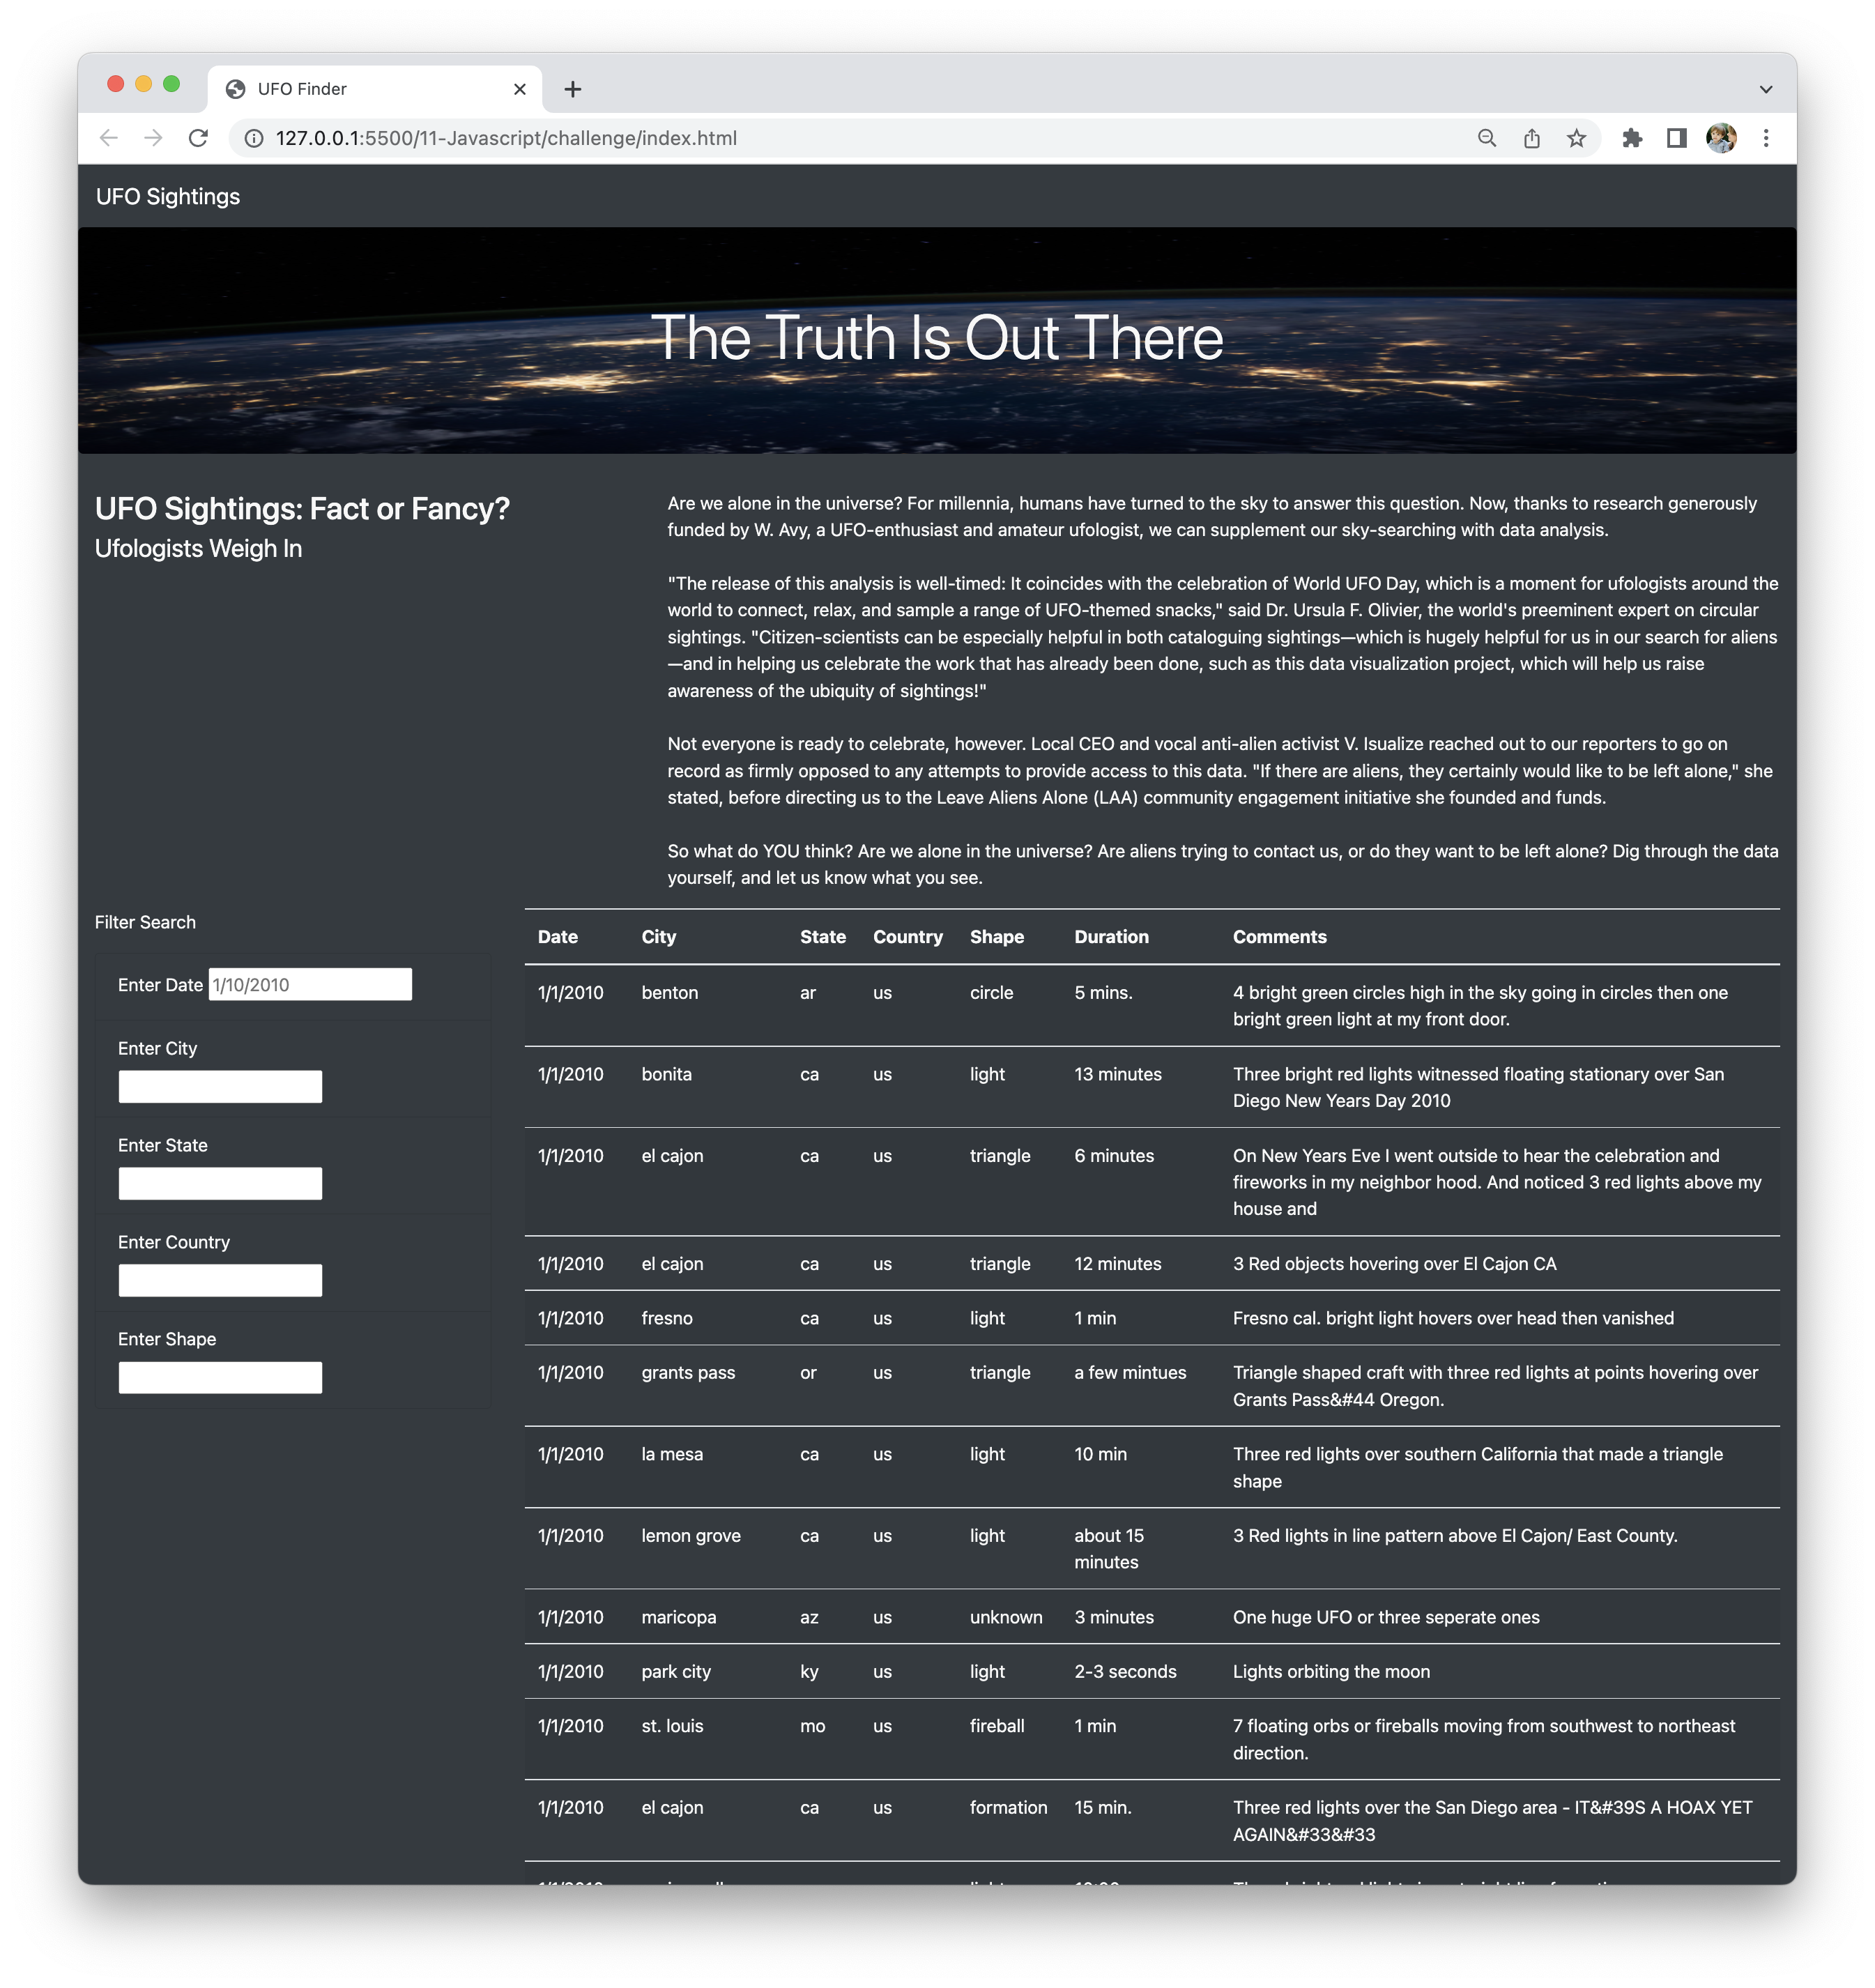 UFO Finder
127.0.0.1:5500/11-Javascript/challenge/index.html
UFO Sightings
The Truth Is Out There
UFO Sightings: Fact or Fancy?
Ufologists Weigh In
Are we alone in the universe? For millennia, humans have turned to the sky to answer this question. Now, thanks to research generously
funded by W. Avy, a UFO-enthusiast and amateur ufologist, we can supplement our sky-searching with data analysis.
"The release of this analysis is well-timed: It coincides with the celebration of World UFO Day, which is a moment for ufologists around the
world to connect, relax, and sample a range of UFO-themed snacks," said Dr. Ursula F. Olivier, the world's preeminent expert on circular
sightings. "Citizen-scientists can be especially helpful in both cataloguing sightings—which is hugely helpful for us in our search for aliens
—and in helping us celebrate the work that has already been done, such as this data visualization project, which will help us raise
awareness of the ubiquity of sightings!"
Not everyone is ready to celebrate, however. Local CEO and vocal anti-alien activist V. Isualize reached out to our reporters to go on
record as firmly opposed to any attempts to provide access to this data. "If there are aliens, they certainly would like to be left alone," she
stated, before directing us to the Leave Aliens Alone (LAA) community engagement initiative she founded and funds.
So what do YOU think? Are we alone in the universe? Are aliens trying to contact us, or do they want to be left alone? Dig through the data
yourself, and let us know what you see.
Filter Search
Enter Date 1/10/2010
Enter City
Enter State
Enter Country
Enter Shape
Date City State Country Shape Duration Comments
1/1/2010 benton ar us circle 5 mins. 4 bright green circles high in the sky going in circles then one
bright green light at my front door.
1/1/2010 bonita ca us light 13 minutes Three bright red lights witnessed floating stationary over San
Diego New Years Day 2010
1/1/2010 el cajon ca us triangle 6 minutes On New Years Eve I went outside to hear the celebration and
fireworks in my neighbor hood. And noticed 3 red lights above my
house and
1/1/2010 el cajon ca us triangle 12 minutes 3 Red objects hovering over El Cajon CA
1/1/2010 fresno ca us light 1 min Fresno cal. bright light hovers over head then vanished
1/1/2010 grants pass or us triangle a few mintues Triangle shaped craft with three red lights at points hovering over
Grants Pass&#44 Oregon.
1/1/2010 la mesa ca us light 10 min Three red lights over southern California that made a triangle
shape
1/1/2010 lemon grove ca us light about 15 3 Red lights in line pattern above El Cajon/ East County.
minutes
1/1/2010 maricopa az us unknown 3 minutes One huge UFO or three seperate ones
1/1/2010 park city ky us light 2-3 seconds Lights orbiting the moon
1/1/2010 st. louis mo us fireball 1 min 7 floating orbs or fireballs moving from southwest to northeast
direction.
1/1/2010 el cajon ca us formation 15 min. Three red lights over the San Diego area - IT&#39S A HOAX YET
AGAIN&#33&#33